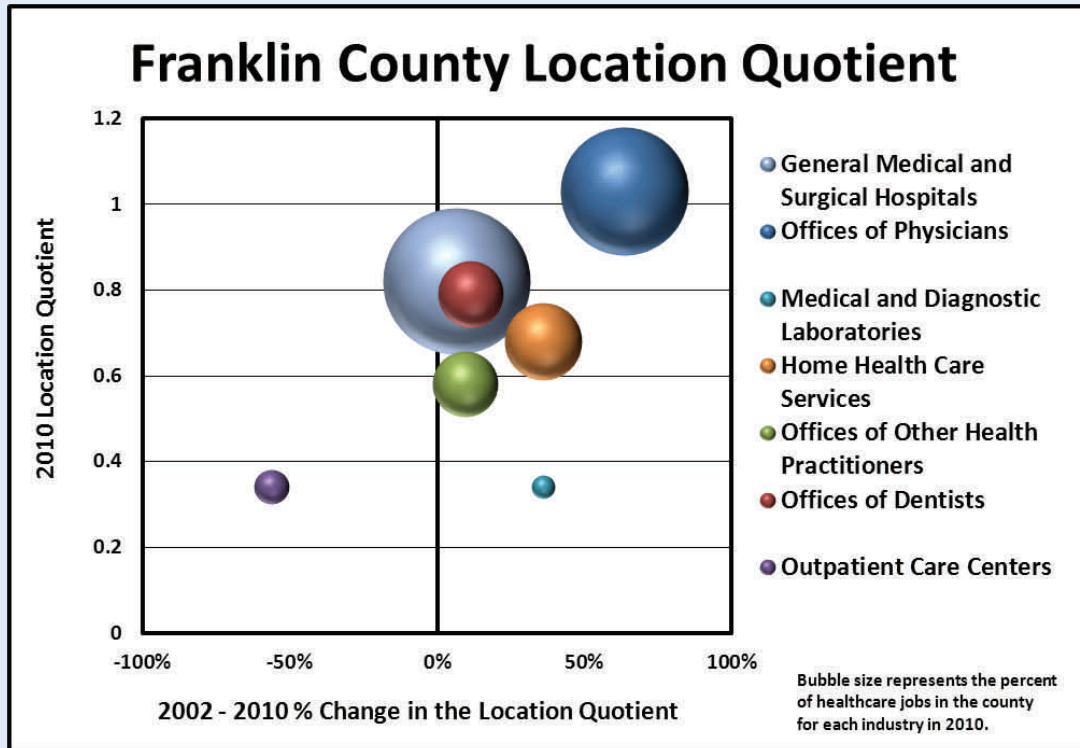 Franklin County Location Quotient
1.2
1
0.8
0.6
0.4
0.2
0
2010 Location Quotient
-100%
-50%
0%
50%
100%
2002 - 2010 % Change in the Location Quotient
General Medical and
Surgical Hospitals
Offices of Physicians
Medical and Diagnostic
Laboratories
Home Health Care
Services
Offices of Other Health
Practitioners
Offices of Dentists
Outpatient Care Centers
Bubble size represents the percent
of healthcare jobs in the county
for each industry in 2010.